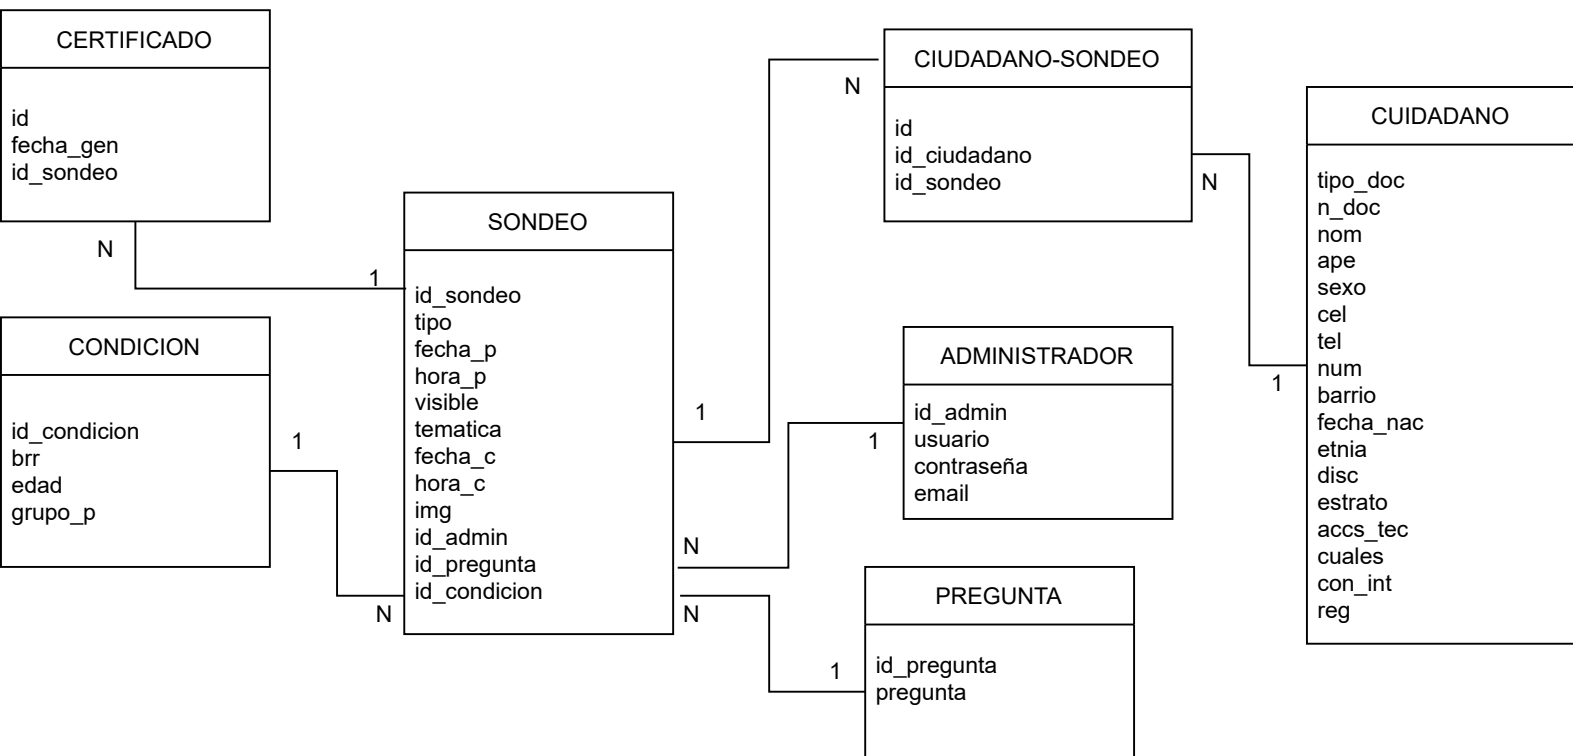 CERTIFICADO
id
fecha_gen
id_sondeo
N
1
CONDICION
id_condicion
brr
edad
grupo_p
1
N
SONDEO
id_sondeo
tipo
fecha_p
hora_p
visible
tematica
fecha_c
hora_c
img
id_admin
id_pregunta
id_condicion
1
N
N
N
CIUDADANO-SONDEO
id
id_ciudadano
id_sondeo
N
1
ADMINISTRADOR
id_admin
usuario
contraseña
email
1
PREGUNTA
id_pregunta
pregunta
1
CUIDADANO
tipo_doc
n_doc
nom
ape
sexo
cel
tel
num
barrio
fecha_nac
etnia
disc
estrato
accs_tec
cuales
con_int
reg